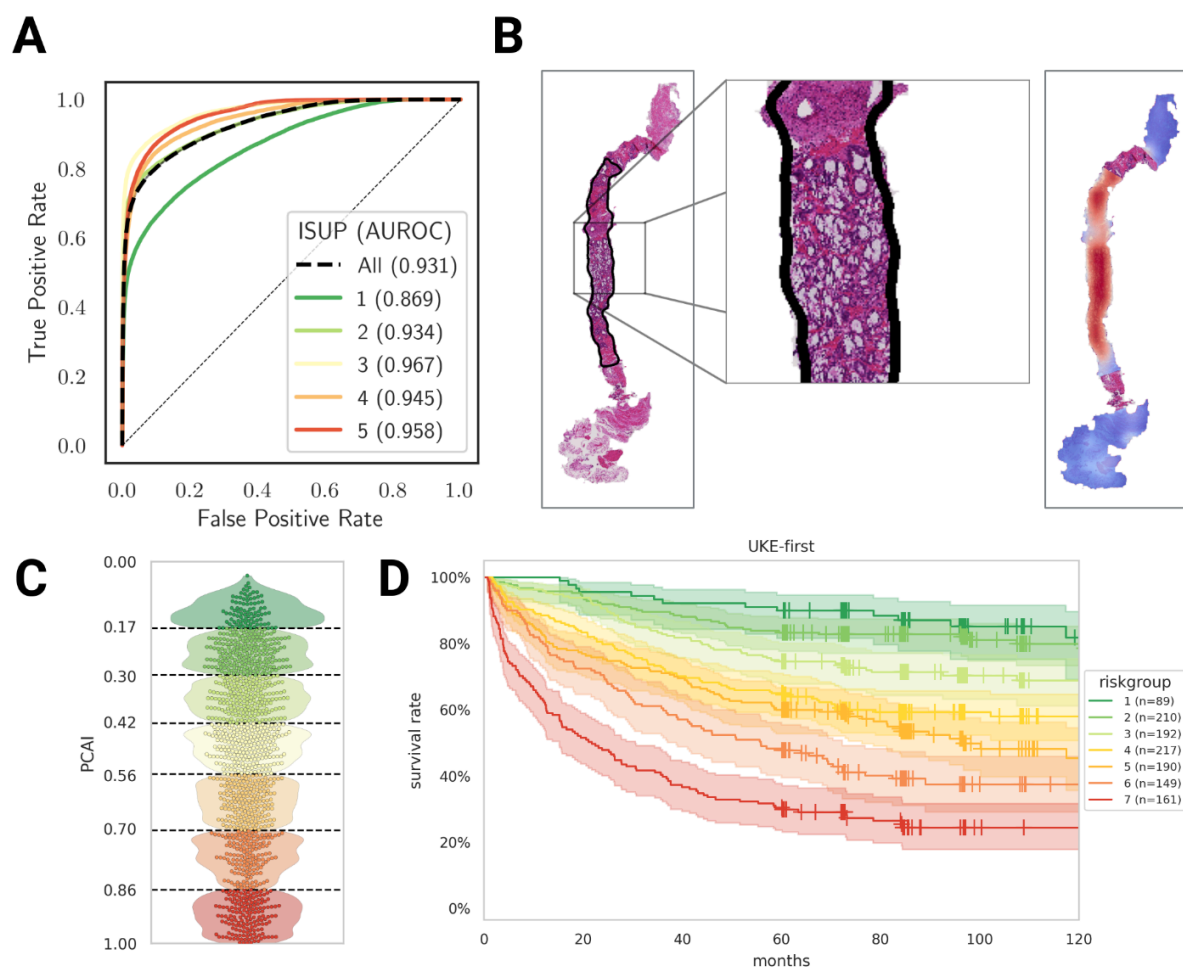 A
1.0
0.8
0.6
0.4
0.2
0.0
True Positive Rate
0.0 0.2 0.4 0.6 0.8 1.0
False Positive Rate
ISUP (AUROC)
All (0.931)
1 (0.869)
2 (0.934)
3 (0.967)
4 (0.945)
5 (0.958)
B
C
0.00
0.17
0.30
0.42
0.56
0.70
0.86
1.00
PCAI
D
UKE-first
100%
80%
60%
40%
20%
0%
survival rate
0 20 40 60 80 100 120
months
riskgroup
1 (n=89)
2 (n=210)
3 (n=192)
4 (n=217)
5 (n=190)
6 (n=149)
7 (n=161)